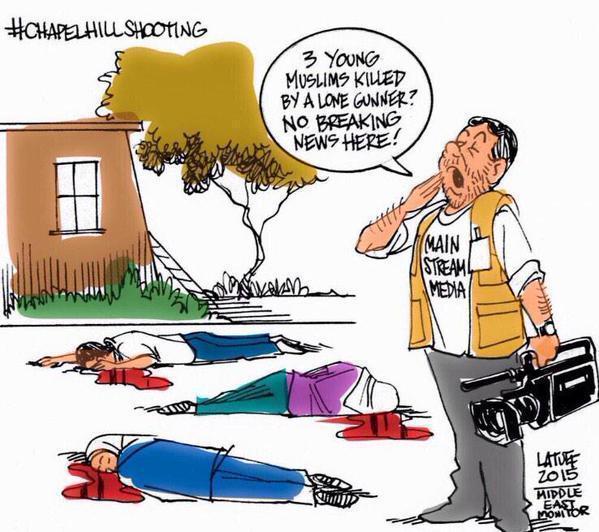 #CHAPELHILLSHOOTING
3 YOUNG
MUSLIMS KILLED
BY A LONE GUNNER?
NO BREAKING
NEWS HERE!
MAIN
STREAM
MEDIA
LATUFF
2015
MIDDLE
EAST
MONITOR